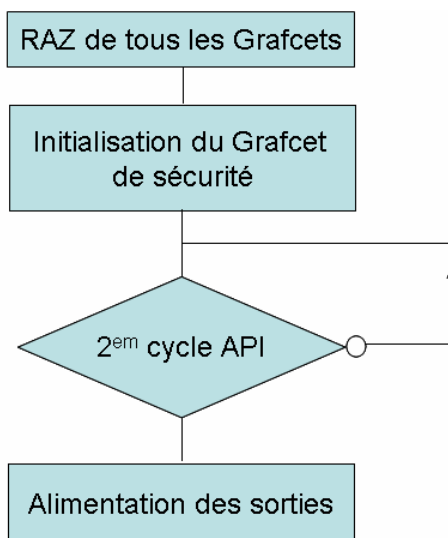 RAZ de tous les Grafcets
Initialisation du Grafcet
de sécurité
2em cycle API
Alimentation des sorties